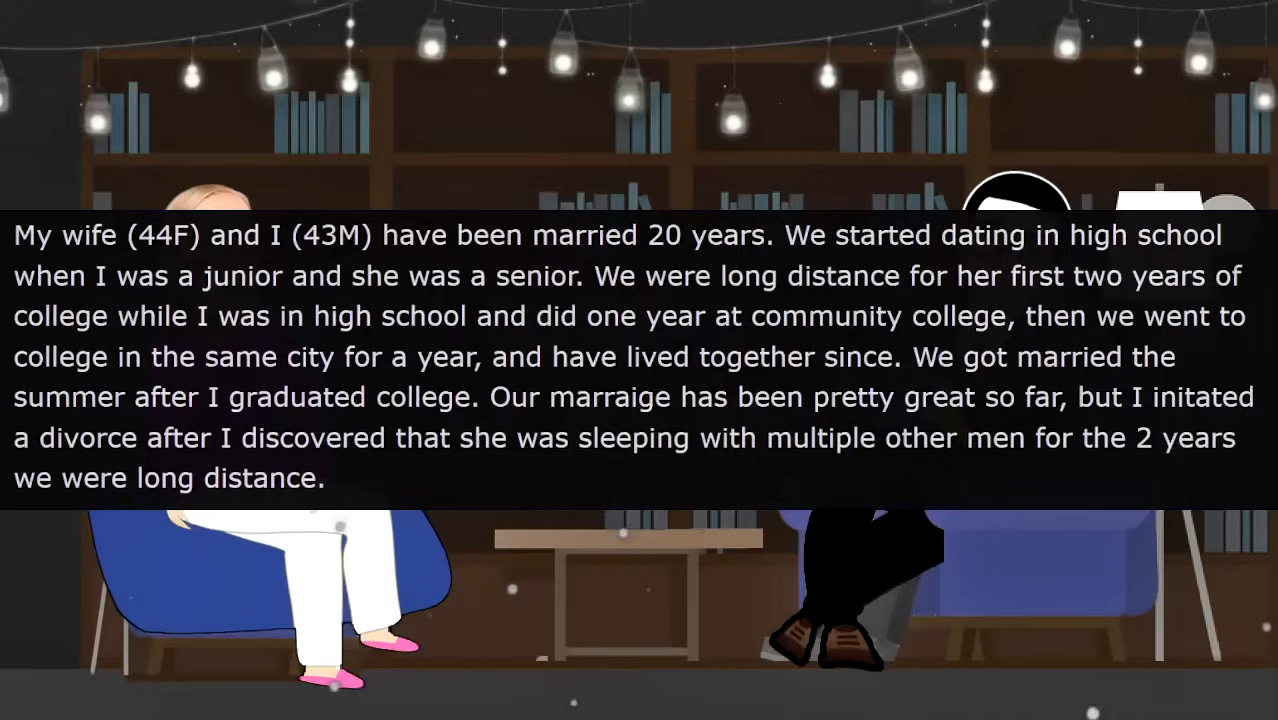 My wife (44F) and I (43M) have been married 20 years. We started dating in high school
when I was a junior and she was a senior. We were long distance for her first two years of
college while I was in high school and did one year at community college, then we went to
college in the same city for a year, and have lived together since. We got married the
summer after I graduated college. Our marraige has been pretty great so far, but I initated
a divorce after I discovered that she was sleeping with multiple other men for the 2 years
we were long distance.